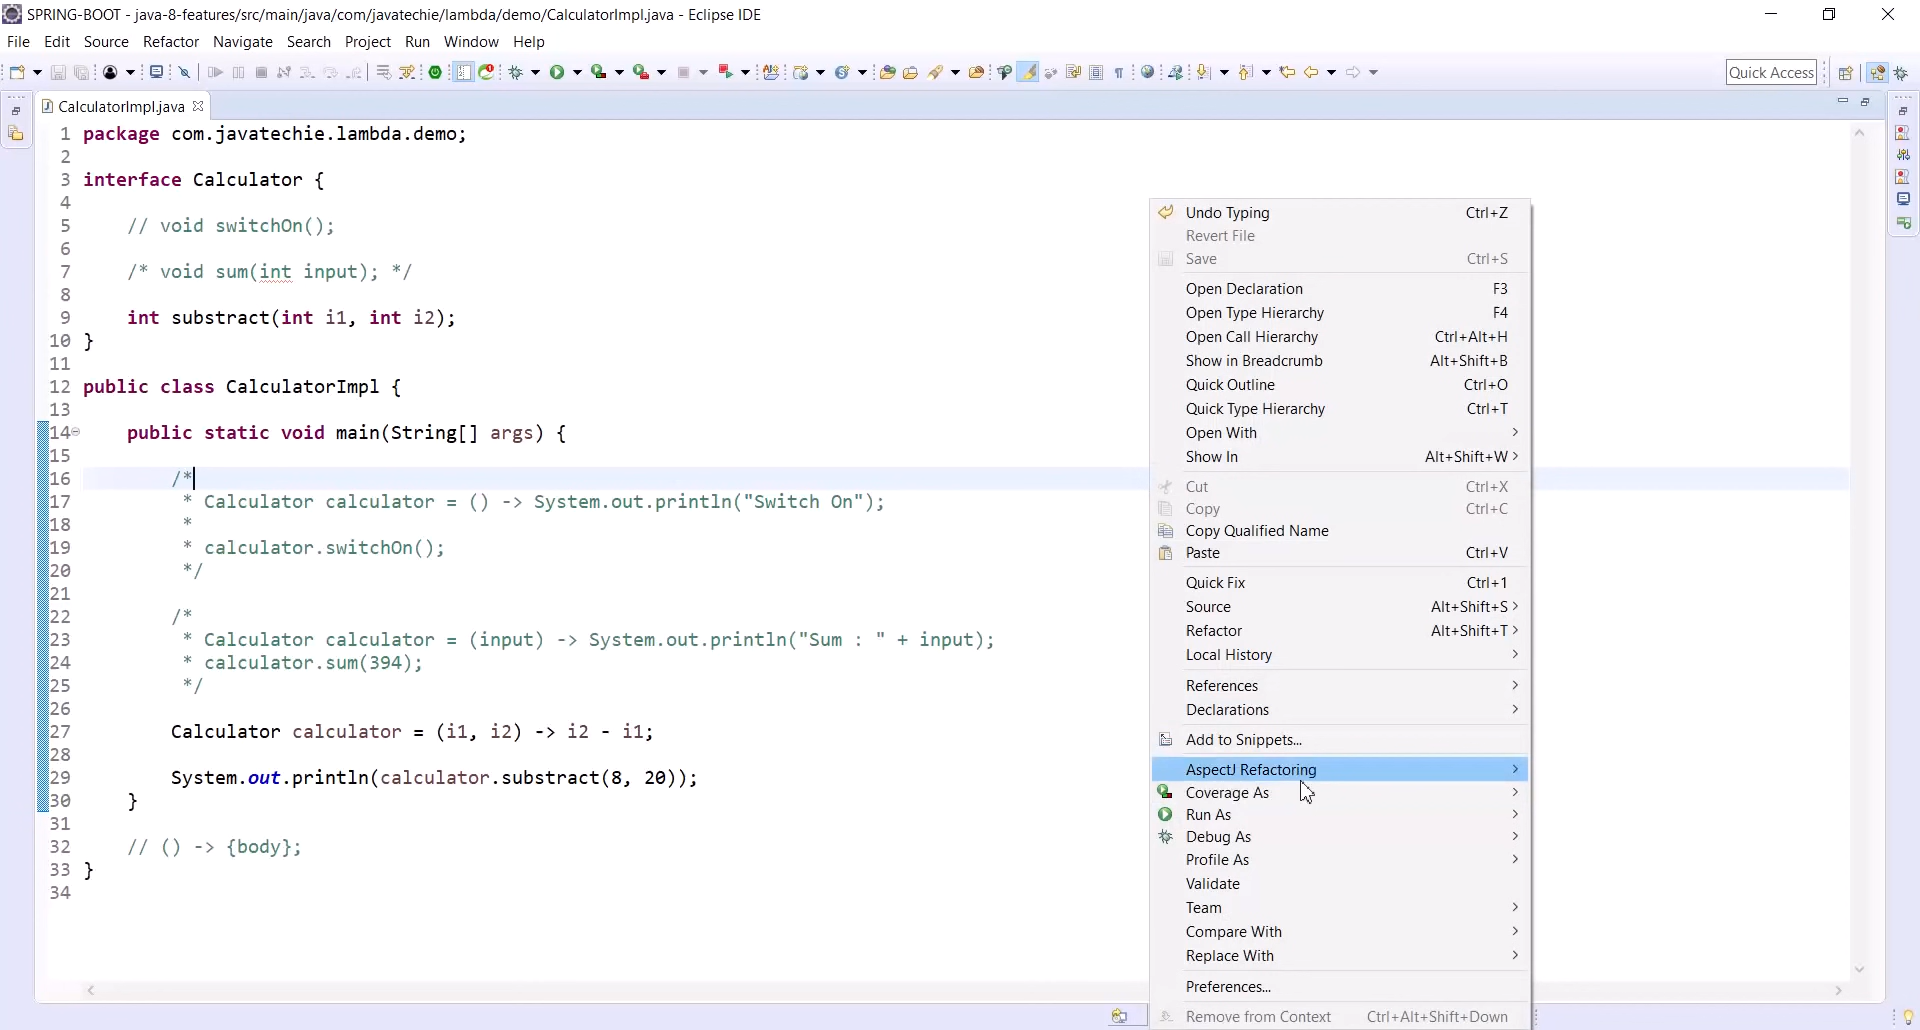 SPRING-BOOT - java-8-features/src/main/java/com/javatechie/lambda/demo/CalculatorImpl.java - Eclipse IDE
File Edit Source Refactor Navigate Search Project Run Window Help
Quick Access
CalculatorImpl.java
1 package com.javatechie.lambda.demo;
2
3 interface Calculator {
4
5 // void switchOn();
6
7 /* void sum(int input); */
8
9 int substract(int i1, int i2);
10 }
11
12 public class CalculatorImpl {
13
14 public static void main(String[] args) {
15
16 /*
17 * Calculator calculator = () -> System.out.println("Switch On");
18 *
19 * calculator.switchOn();
20 */
21
22 /*
23 * Calculator calculator = (input) -> System.out.println("Sum : " + input);
24 * calculator.sum(394);
25 */
26
27 Calculator calculator = (i1, i2) -> i2 - i1;
28
29 System.out.println(calculator.substract(8, 20));
30 }
31
32 // () -> {body};
33 }
34
Undo Typing Ctrl+Z
Revert File
Save Ctrl+S
Open Declaration F3
Open Type Hierarchy F4
Open Call Hierarchy Ctrl+Alt+H
Show in Breadcrumb Alt+Shift+B
Quick Outline Ctrl+O
Quick Type Hierarchy Ctrl+T
Open With
Show In Alt+Shift+W
Cut Ctrl+X
Copy Ctrl+C
Copy Qualified Name
Paste Ctrl+V
Quick Fix Ctrl+1
Source Alt+Shift+S
Refactor Alt+Shift+T
Local History
References
Declarations
Add to Snippets...
AspectJ Refactoring
Coverage As
Run As
Debug As
Profile As
Validate
Team
Compare With
Replace With
Preferences...
Remove from Context Ctrl+Alt+Shift+Down